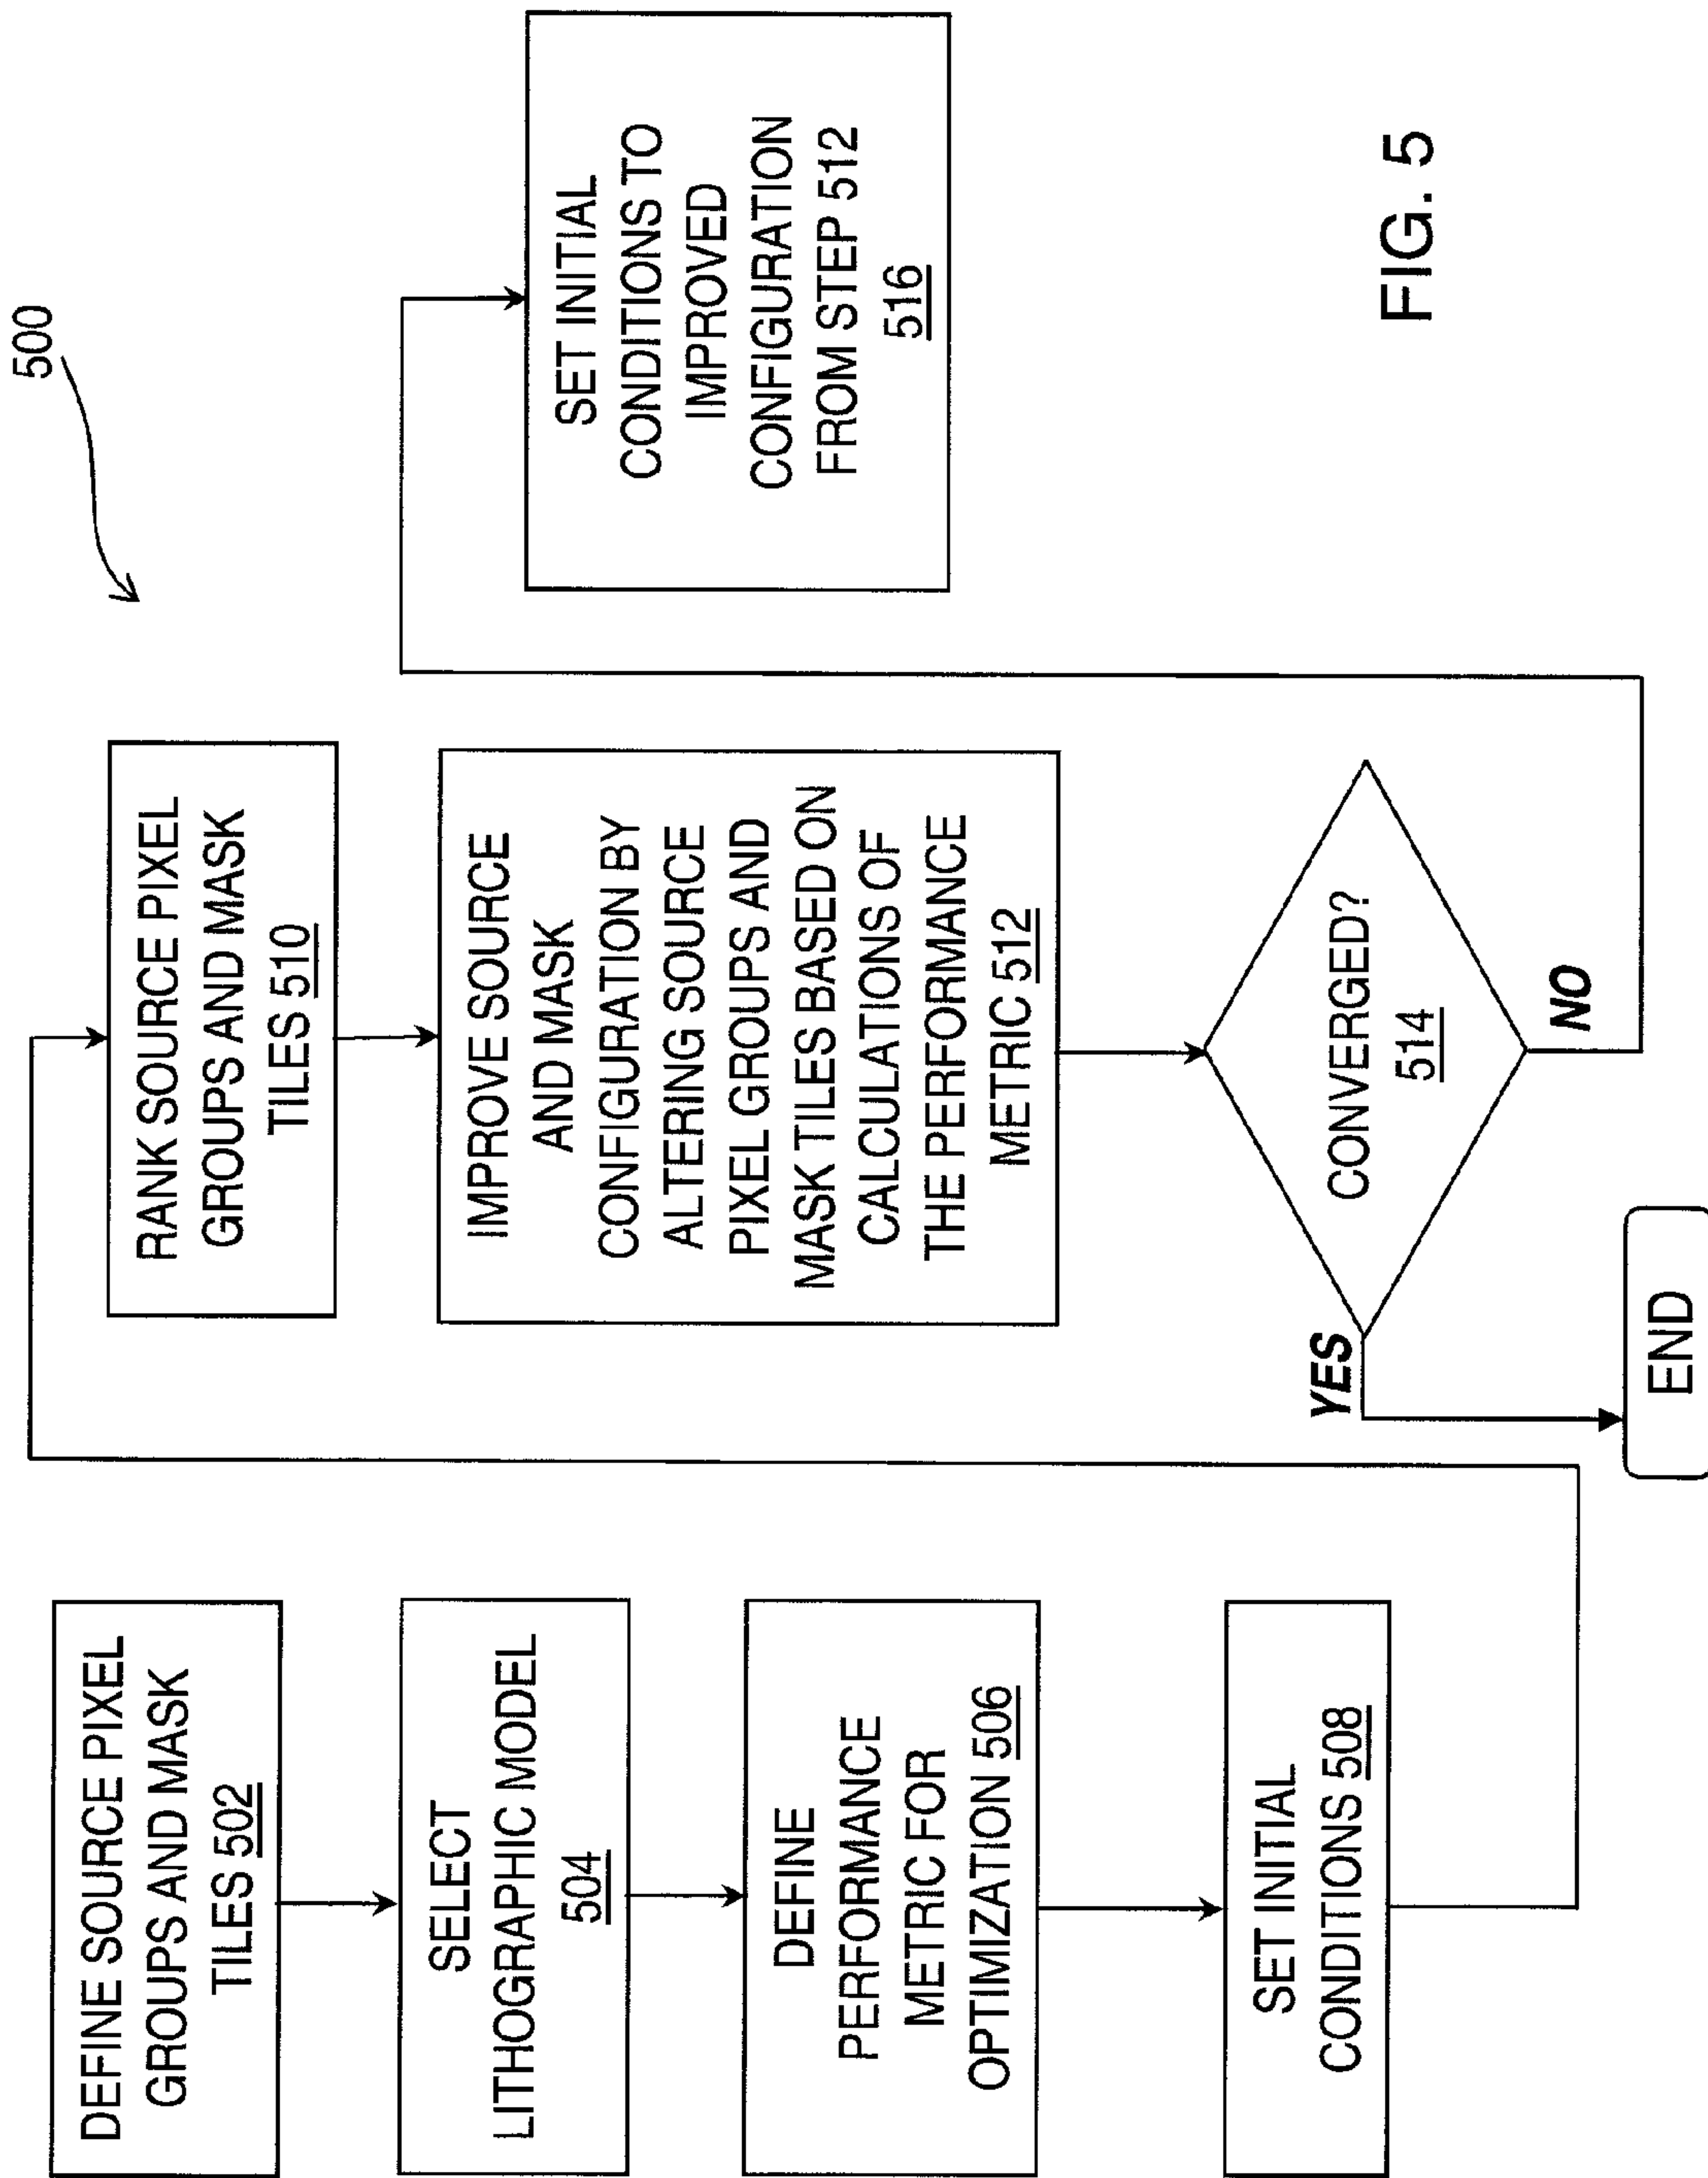 500
DEFINE SOURCE PIXEL
GROUPS AND MASK
TILES 502
SELECT
LITHOGRAPHIC MODEL
504
DEFINE
PERFORMANCE
METRIC FOR
OPTIMIZATION 506
SET INITIAL
CONDITIONS 508
RANK SOURCE PIXEL
GROUPS AND MASK
TILES 510
IMPROVE SOURCE
AND MASK
CONFIGURATION BY
ALTERING SOURCE
PIXEL GROUPS AND
MASK TILES BASED ON
CALCULATIONS OF
THE PERFORMANCE
METRIC 512
CONVERGED?
514
YES
NO
END
SET INITIAL
CONDITIONS TO
IMPROVED
CONFIGURATION
FROM STEP 512
516
FIG. 5